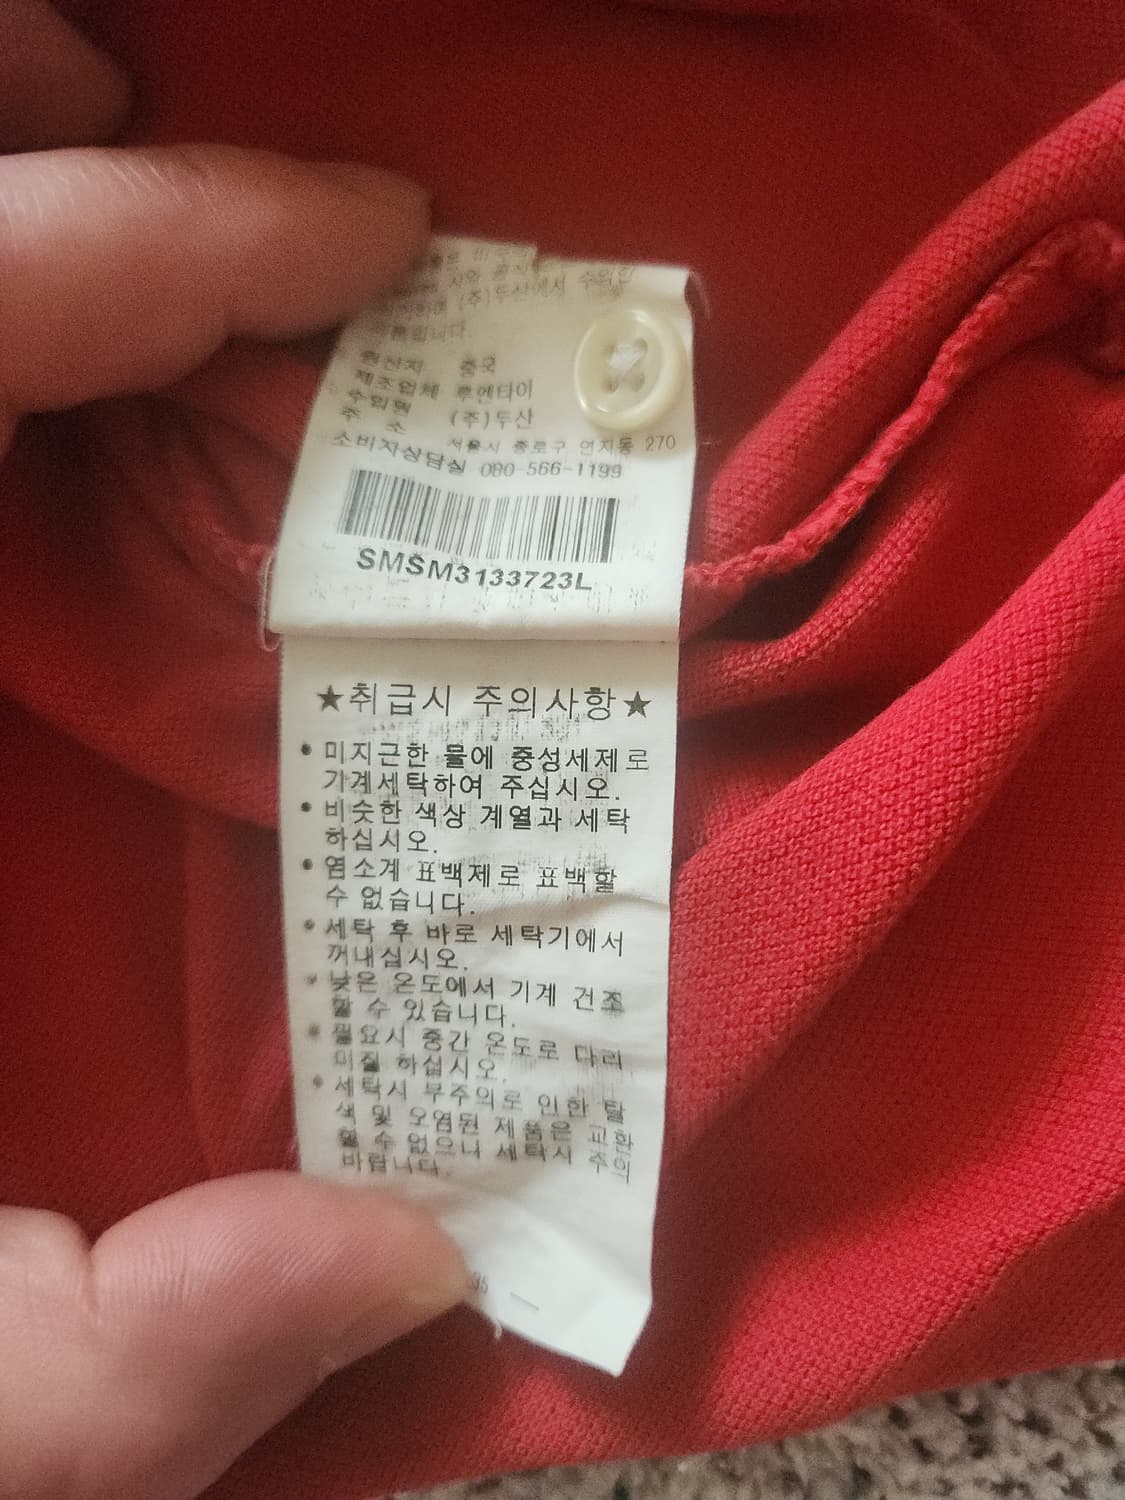 (주)두산에서 수입한
원산지 중국
제조업체 루엔타이
수입원 (주)두산
주 소 서울시 종로구 연지동 270
소비자상담실 080-566-1199
SMSM3133723L
★취급시 주의사항★
• 미지근한 물에 중성세제로
가계세탁하여 주십시오.
• 비슷한 색상 계열과 세탁
하십시오.
• 염소계 표백제로 표백할
수 없습니다.
• 세탁 후 바로 세탁기에서
꺼내십시오.
• 낮은 온도에서 기계 건조
할 수 있습니다.
• 필요시 중간 온도로 다리
미질 하십시오.
• 세탁시 부주의로 인한 탈
색 및 오염된 제품은 교환
될 수 없으니 세탁시 주의
바랍니다.